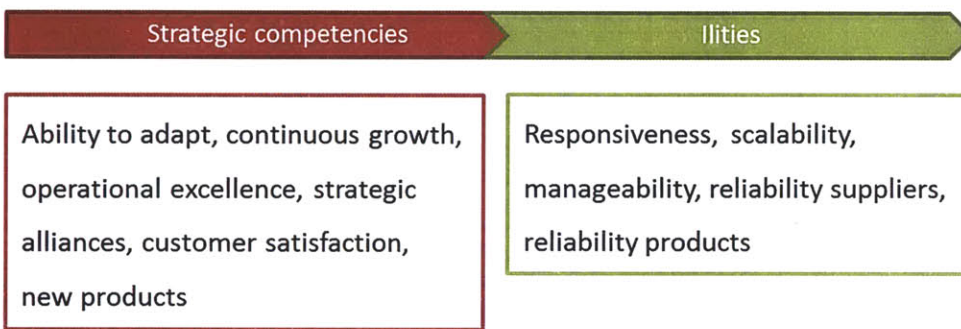 Strategic competencies
Ilities
Ability to adapt, continuous growth,
operational excellence, strategic
alliances, customer satisfaction,
new products
Responsiveness, scalability,
manageability, reliability suppliers,
reliability products